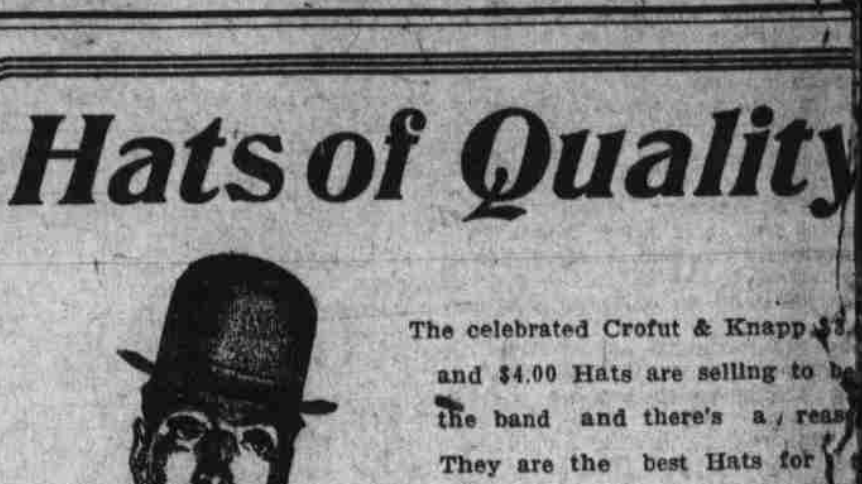 Hats of Quality
The celebrated Crofut & Knapp
and $4.00 Hats are selling to
the band and there's a
They are the best Hats for